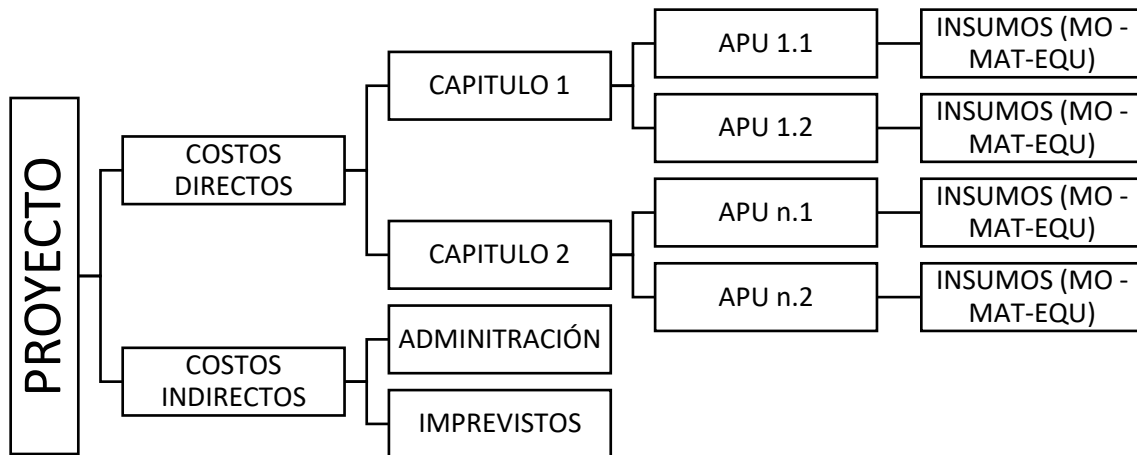 PROYECTO
COSTOS
DIRECTOS
CAPITULO 1
APU 1.1
INSUMOS (MO -
MAT-EQU)
APU 1.2
INSUMOS (MO -
MAT-EQU)
CAPITULO 2
APU n.1
INSUMOS (MO -
MAT-EQU)
APU n.2
INSUMOS (MO -
MAT-EQU)
COSTOS
INDIRECTOS
ADMINITRACIÓN
IMPREVISTOS